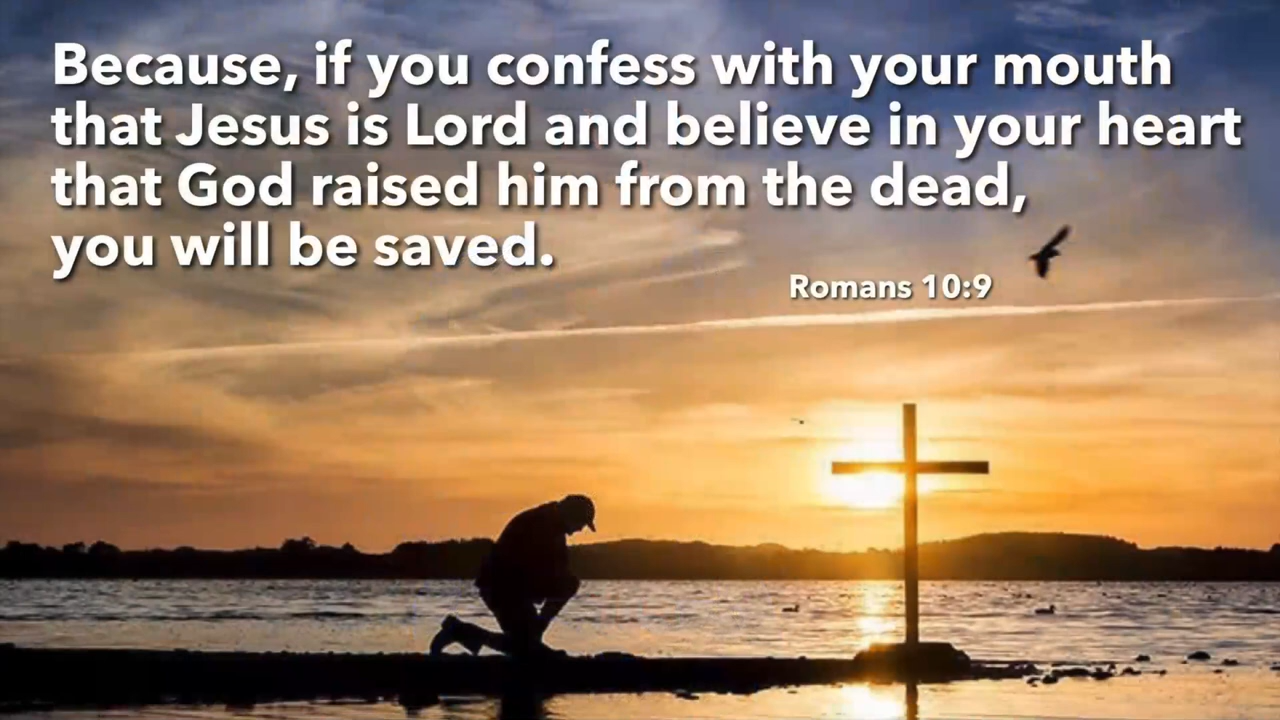 Because, if you confess with your mouth
that Jesus is Lord and believe in your heart
that God raised him from the dead,
you will be saved.
Romans 10:9